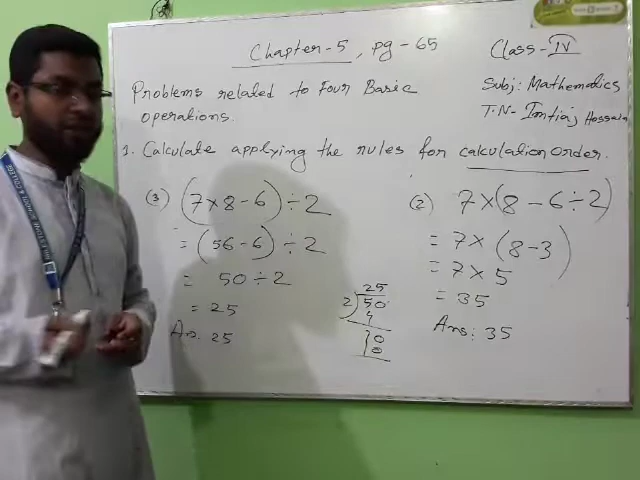 Chapter-5, pg-65
Class-IV
Subj: Mathematics
T.N- Imtiaj Hossain
Problems related to Four Basic
operations.
1. Calculate applying the rules for calculation order.
(3) (7×8-6)÷2
= (56-6)÷2
= 50÷2
= 25
Ans. 25
25
2)50
4
10
0
(2) 7×(8-6÷2)
= 7×(8-3)
= 7×5
= 35
Ans: 35